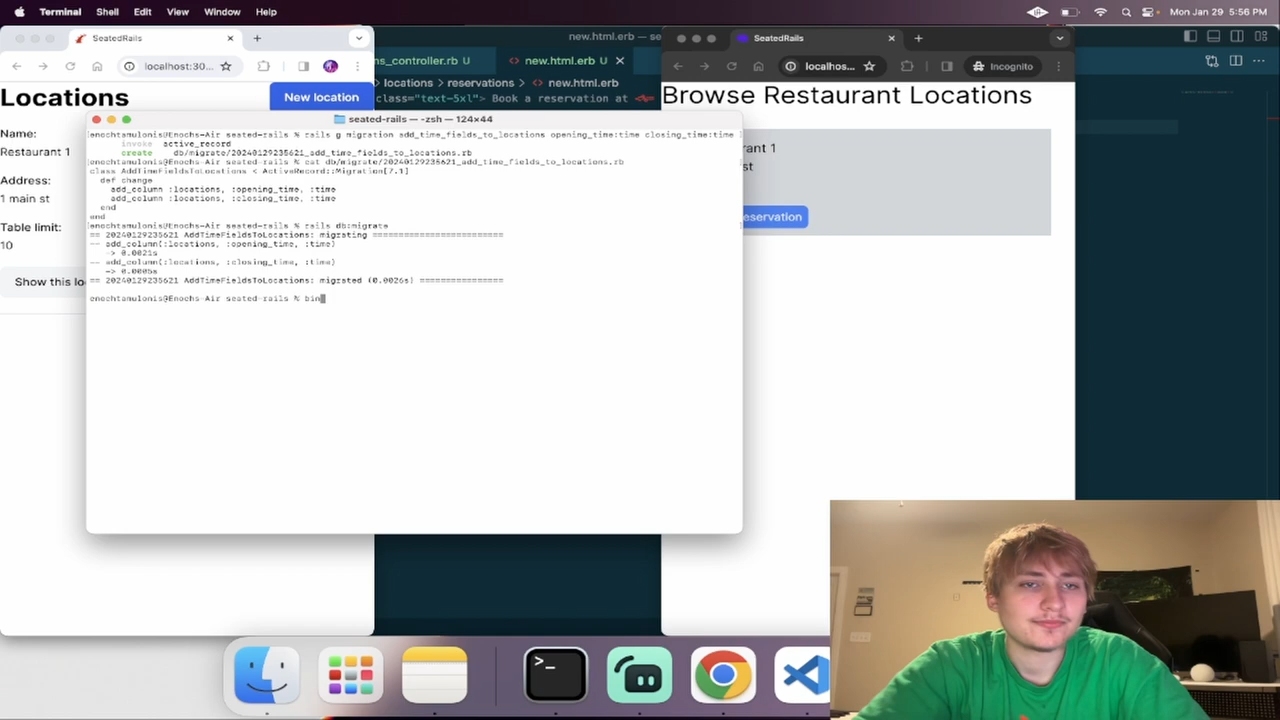 Terminal Shell Edit View Window Help
Mon Jan 29 5:56 PM
SeatedRails
localhost:30...
Locations
New location
Name:
Restaurant 1
Address:
1 main st
Table limit:
10
Show this lo
new.html.erb — se
ns_controller.rb U
new.html.erb U
locations > reservations > new.html.erb
class="text-5xl"> Book a reservation at
seated-rails — -zsh — 124×44
enochtamulonis@Enochs-Air seated-rails % rails g migration add_time_fields_to_locations opening_time:time closing_time:time
invoke active_record
create db/migrate/20240129235621_add_time_fields_to_locations.rb
enochtamulonis@Enochs-Air seated-rails % cat db/migrate/20240129235621_add_time_fields_to_locations.rb
class AddTimeFieldsToLocations < ActiveRecord::Migration[7.1]
def change
add_column :locations, :opening_time, :time
add_column :locations, :closing_time, :time
end
end
enochtamulonis@Enochs-Air seated-rails % rails db:migrate
== 20240129235621 AddTimeFieldsToLocations: migrating =========================
-- add_column(:locations, :opening_time, :time)
-> 0.0021s
-- add_column(:locations, :closing_time, :time)
-> 0.0005s
== 20240129235621 AddTimeFieldsToLocations: migrated (0.0026s) ================
enochtamulonis@Enochs-Air seated-rails % bin
SeatedRails
localhos...
Incognito
Browse Restaurant Locations
rant 1
st
eservation